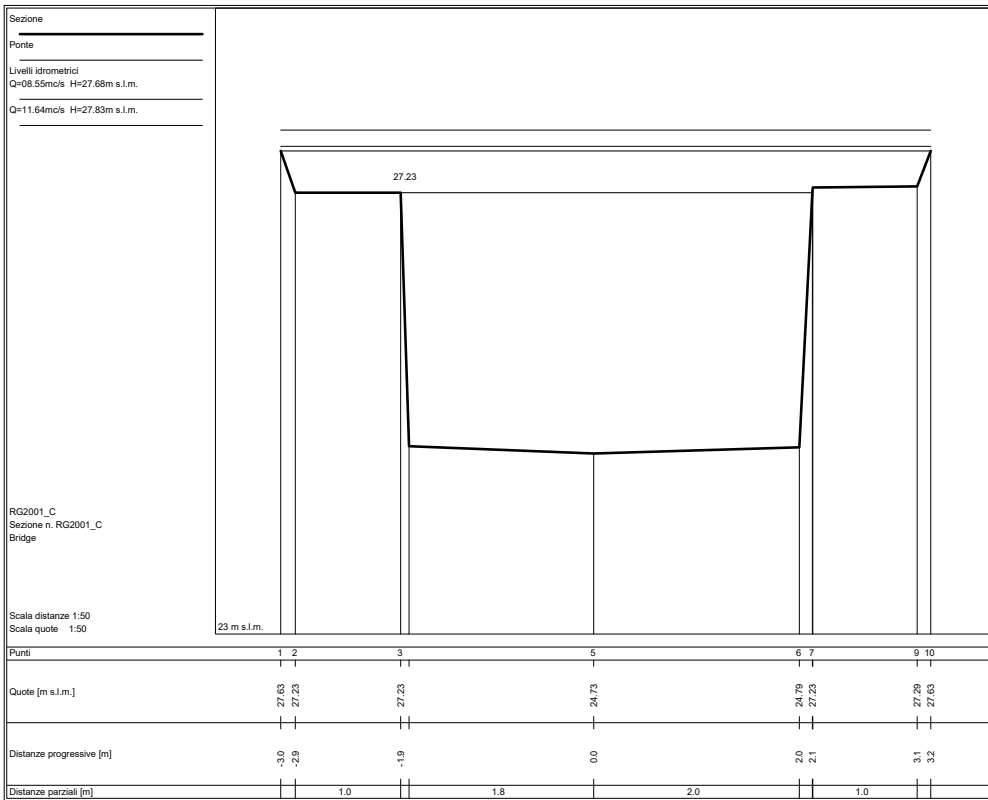 Sezione
Ponte
Livelli idrometrici
Q=08.55mc/s H=27.68m s.l.m.
Q=11.64mc/s H=27.83m s.l.m.
27.23
RG2001_C
Sezione n. RG2001_C
Bridge
Scala distanze 1:50
Scala quote 1:50
23 m s.l.m.
Punti 1 2 3 5 6 7 9 10
Quote [m s.l.m.] 27.63 27.23 27.23 24.73 24.79 27.23 27.29 27.63
Distanze progressive [m] -3.0 -2.9 -1.9 0.0 2.0 2.1 3.1 3.2
Distanze parziali [m] 1.0 1.8 2.0 1.0